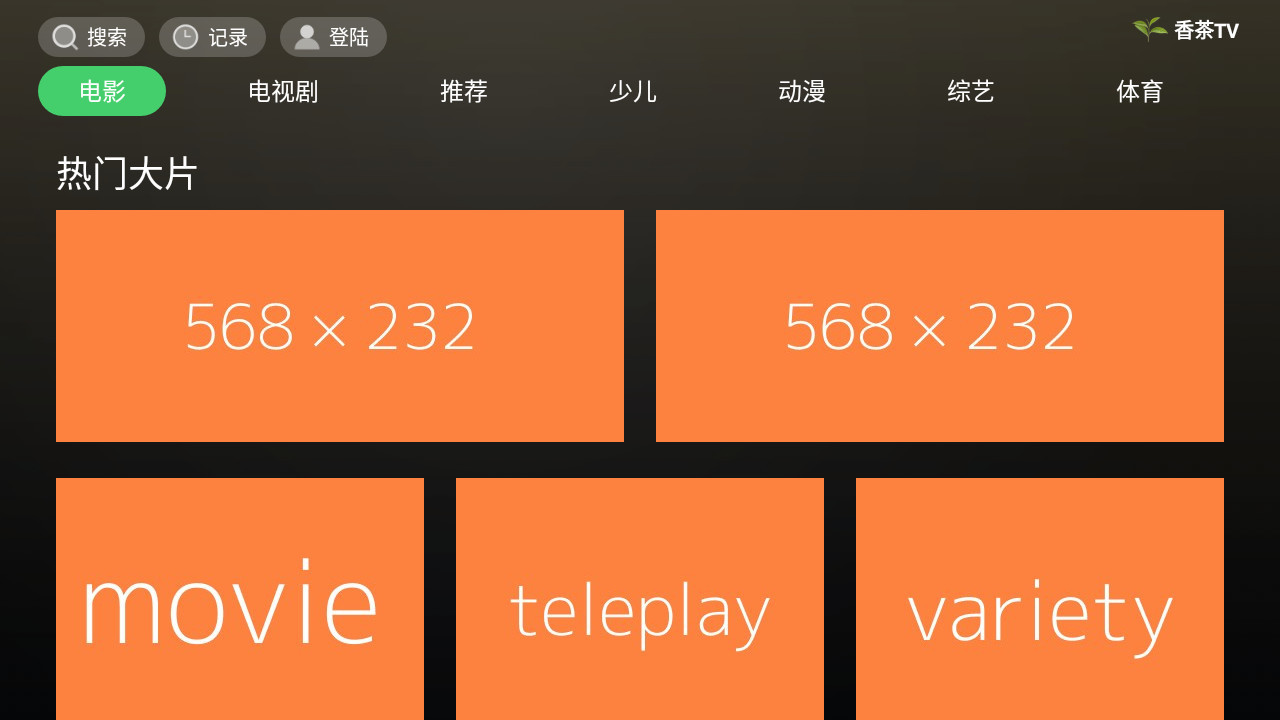 搜索
记录
登陆
香茶TV
电影
电视剧
推荐
少儿
动漫
综艺
体育
热门大片
568 × 232
568 × 232
movie
teleplay
variety